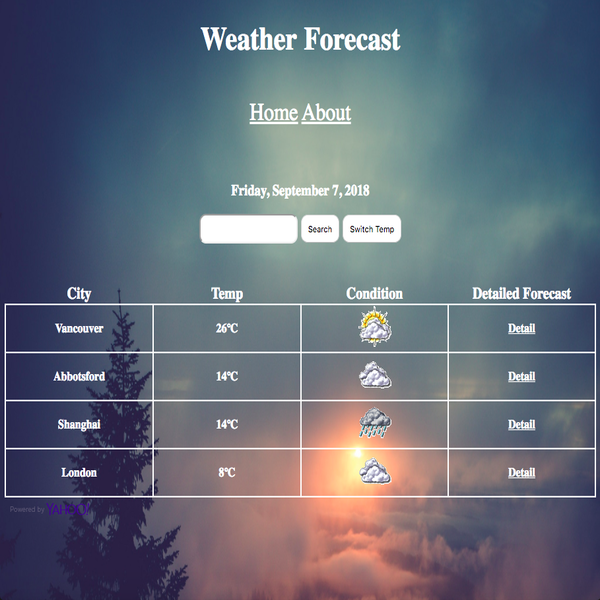 Weather Forecast
Home About
Friday, September 7, 2018
Search Switch Temp
City Temp Condition Detailed Forecast
Vancouver 26°C Detail
Abbotsford 14°C Detail
Shanghai 14°C Detail
London 8°C Detail
Powered by YAHOO!